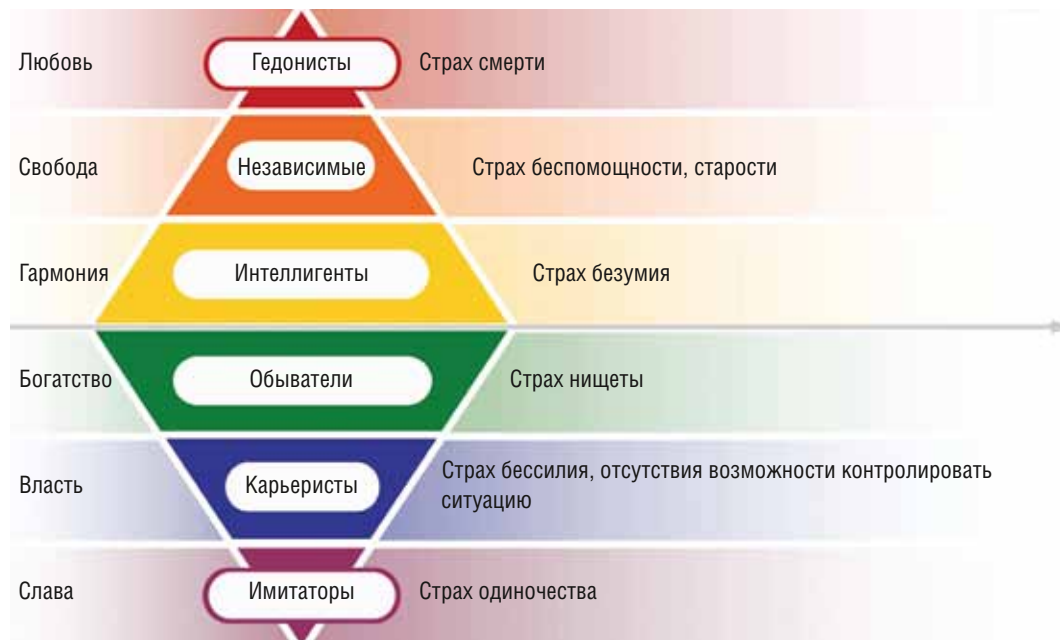 Любовь
Гедонисты
Страх смерти
Свобода
Независимые
Страх беспомощности, старости
Гармония
Интеллигенты
Страх безумия
Богатство
Обыватели
Страх нищеты
Власть
Карьеристы
Страх бессилия, отсутствия возможности контролировать
ситуацию
Слава
Имитаторы
Страх одиночества